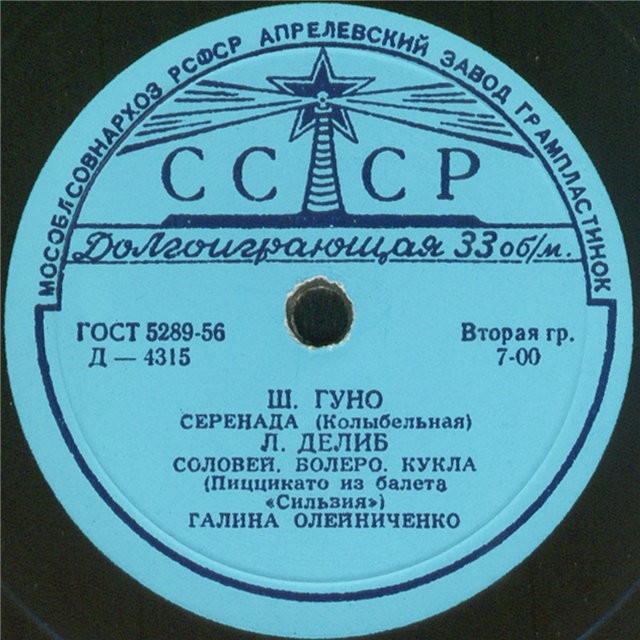 МОСОБЛСОВНАРХОЗ РСФСР АПРЕЛЕВСКИЙ ЗАВОД ГРАМПЛАСТИНОК
СССР
Долгоиграющая 33 об/м.
ГОСТ 5289-56
Д — 4315
Вторая гр.
7-00
Ш. ГУНО
СЕРЕНАДА (Колыбельная)
Л. ДЕЛИБ
СОЛОВЕЙ. БОЛЕРО. КУКЛА
(Пиццикато из балета
«Сильвия»)
ГАЛИНА ОЛЕЙНИЧЕНКО